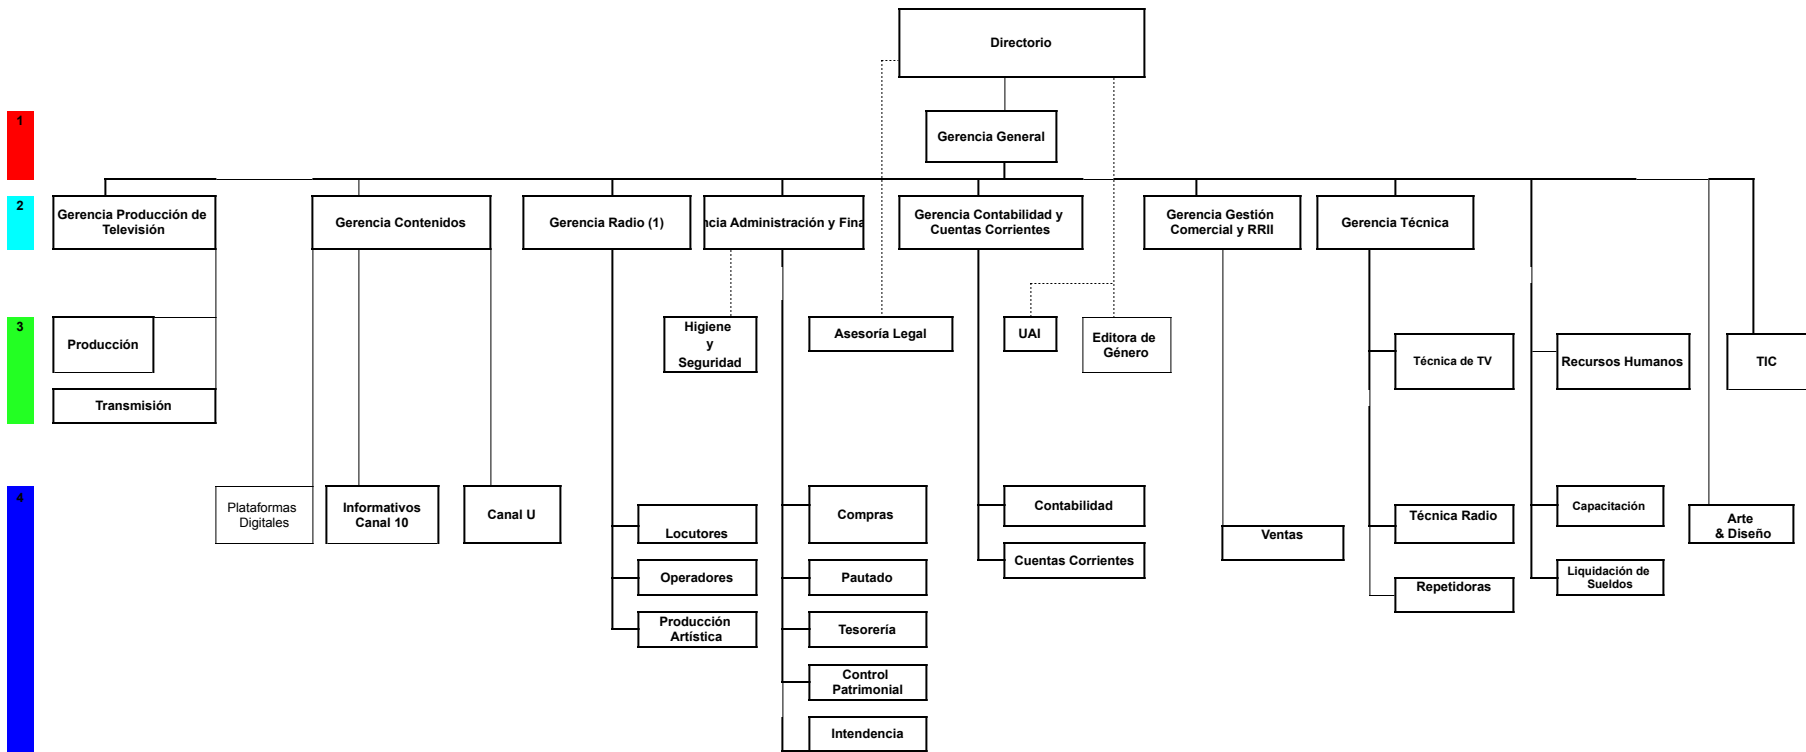 Directorio
1
Gerencia General
2
Gerencia Producción de
Televisión
Gerencia Contenidos
Gerencia Radio (1)
ncia Administración y Fina
Gerencia Contabilidad y
Cuentas Corrientes
Gerencia Gestión
Comercial y RRII
Gerencia Técnica
3
Producción
Transmisión
Higiene
y
Seguridad
Asesoría Legal
UAI
Editora de
Género
Técnica de TV
Recursos Humanos
TIC
4
Plataformas
Digitales
Informativos
Canal 10
Canal U
Locutores
Operadores
Producción
Artística
Compras
Pautado
Tesorería
Control
Patrimonial
Intendencia
Contabilidad
Cuentas Corrientes
Ventas
Técnica Radio
Repetidoras
Capacitación
Liquidación de
Sueldos
Arte
& Diseño